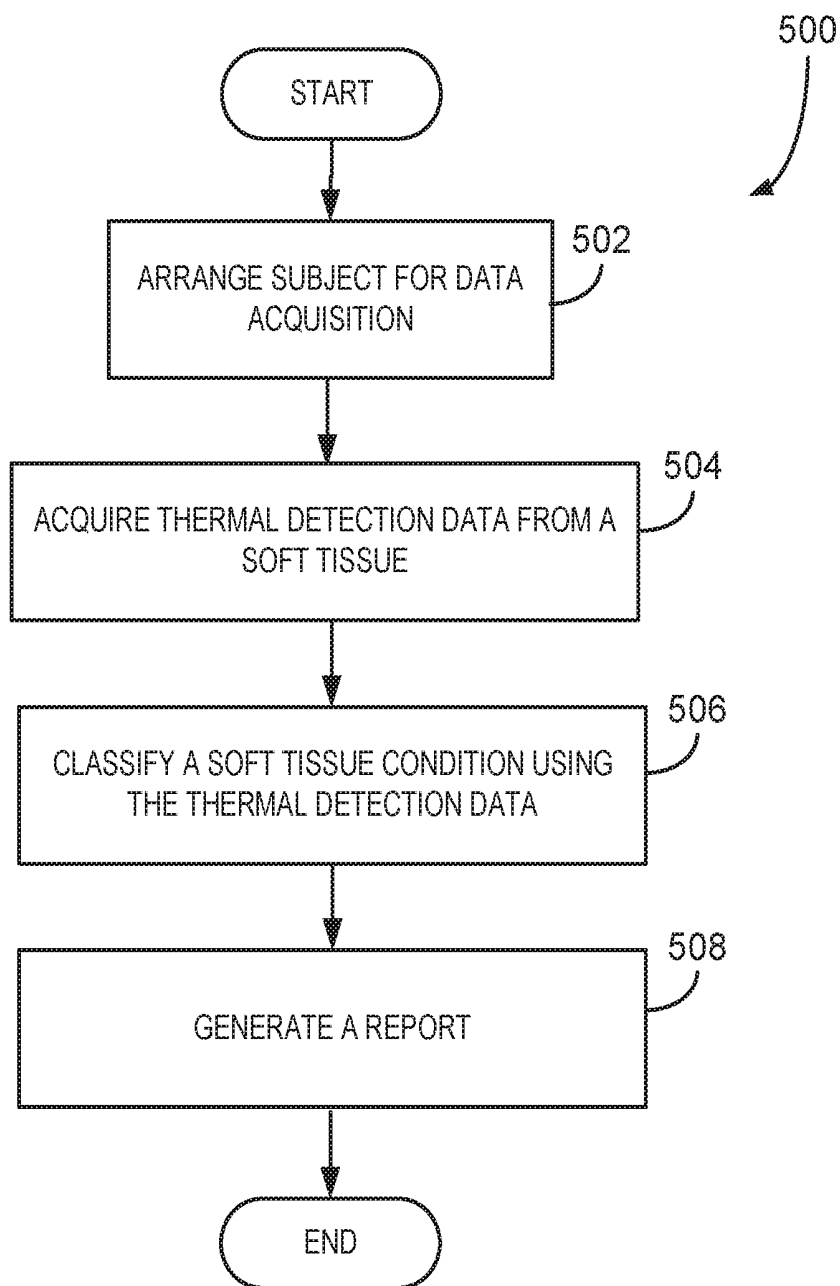 500
START
502
ARRANGE SUBJECT FOR DATA
ACQUISITION
504
ACQUIRE THERMAL DETECTION DATA FROM A
SOFT TISSUE
506
CLASSIFY A SOFT TISSUE CONDITION USING
THE THERMAL DETECTION DATA
508
GENERATE A REPORT
END